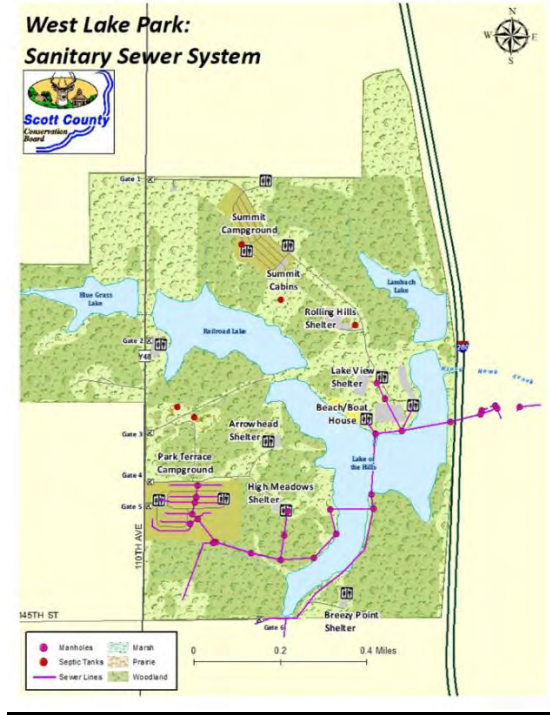 West Lake Park:
Sanitary Sewer System
N
W
E
S
Scott County
Conservation
Board
Gate 1
Summit
Campground
Summit
Cabins
Lambach
Lake
Blue Grass
Lake
Railroad Lake
Rolling Hills
Shelter
Gate 2
Y48
Lake View
Shelter
Beach/Boat
House
Arrowhead
Shelter
Gate 3
Lake of
the Hills
Park Terrace
Campground
Gate 4
High Meadows
Shelter
Gate 5
110TH AVE
145TH ST
Gate 6
Breezy Point
Shelter
Manholes
Marsh
Septic Tanks
Prairie
Sewer Lines
Woodland
0
0.2
0.4 Miles